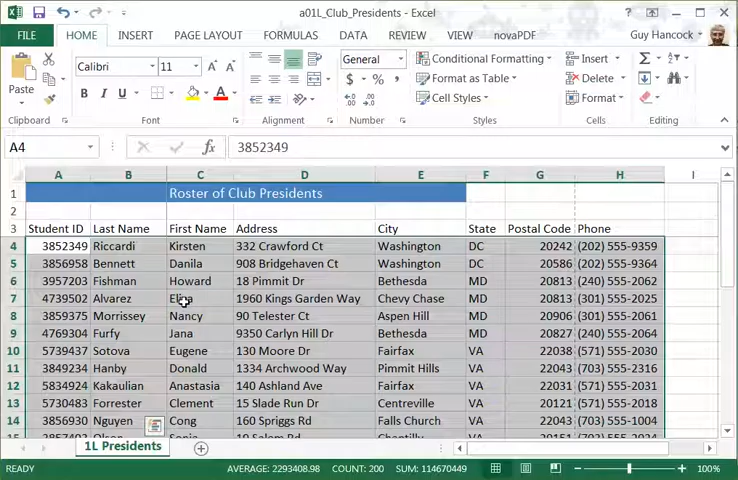 a01L_Club_Presidents - Excel
FILE HOME INSERT PAGE LAYOUT FORMULAS DATA REVIEW VIEW novaPDF Guy Hancock
Paste Calibri 11 General Conditional Formatting Insert
B I U A $ % Format as Table Delete
Cell Styles Format
Clipboard Font Alignment Number Styles Cells Editing
A4 fx 3852349
A B C D E F G H
1 Roster of Club Presidents
2
3 Student ID Last Name First Name Address City State Postal Code Phone
4 3852349 Riccardi Kirsten 332 Crawford Ct Washington DC 20242 (202) 555-9359
5 3856958 Bennett Danila 908 Bridgehaven Ct Washington DC 20586 (202) 555-9364
6 3957203 Fishman Howard 18 Pimmit Dr Bethesda MD 20813 (240) 555-2062
7 4739502 Alvarez 1960 Kings Garden Way Chevy Chase MD 20813 (301) 555-2025
8 3859375 Morrissey Nancy 90 Telester Ct Aspen Hill MD 20906 (301) 555-2061
9 4769304 Furfy Jana 9350 Carlyn Hill Dr Bethesda MD 20827 (240) 555-2064
10 5739437 Sotova Eugene 130 Moore Dr Fairfax VA 22038 (571) 555-2030
11 3849234 Hanby Donald 1334 Archwood Way Pimmit Hills VA 22043 (703) 555-2316
12 5834924 Kakaulian Anastasia 140 Ashland Ave Fairfax VA 22031 (571) 555-2031
13 5730483 Forrester Clement 15 Slade Run Dr Centreville VA 20121 (571) 555-2018
14 3856930 Nguyen Cong 160 Spriggs Rd Falls Church VA 22043 (703) 555-1004
15
1L Presidents
READY AVERAGE: 2293408.98 COUNT: 200 SUM: 114670449 100%